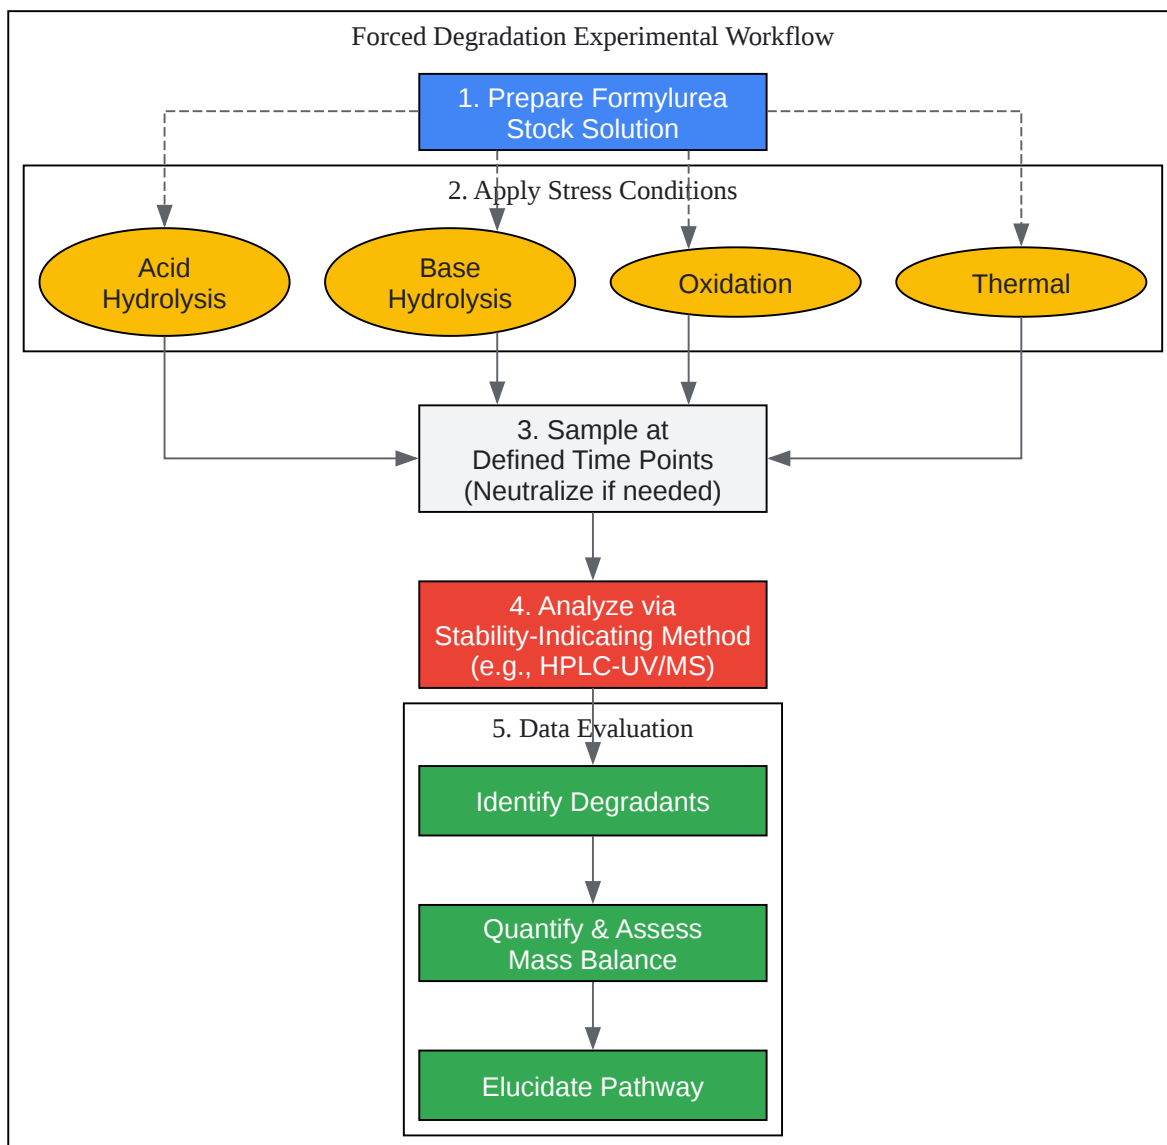 Forced Degradation Experimental Workflow
1. Prepare Formylurea
Stock Solution
2. Apply Stress Conditions
Acid
Hydrolysis
Base
Hydrolysis
Oxidation
Thermal
3. Sample at
Defined Time Points
(Neutralize if needed)
4. Analyze via
Stability-Indicating Method
(e.g., HPLC-UV/MS)
5. Data Evaluation
Identify Degradants
Quantify & Assess
Mass Balance
Elucidate Pathway